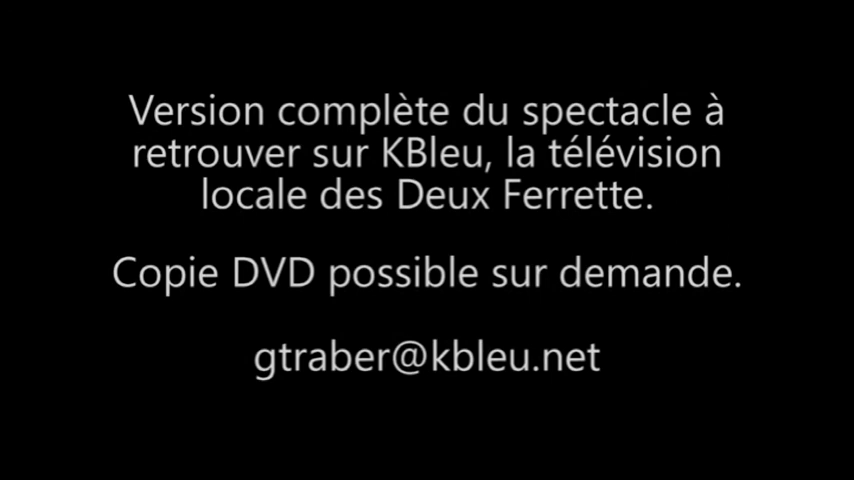 Version complète du spectacle à
retrouver sur KBleu, la télévision
locale des Deux Ferrette.
Copie DVD possible sur demande.
gtraber@kbleu.net